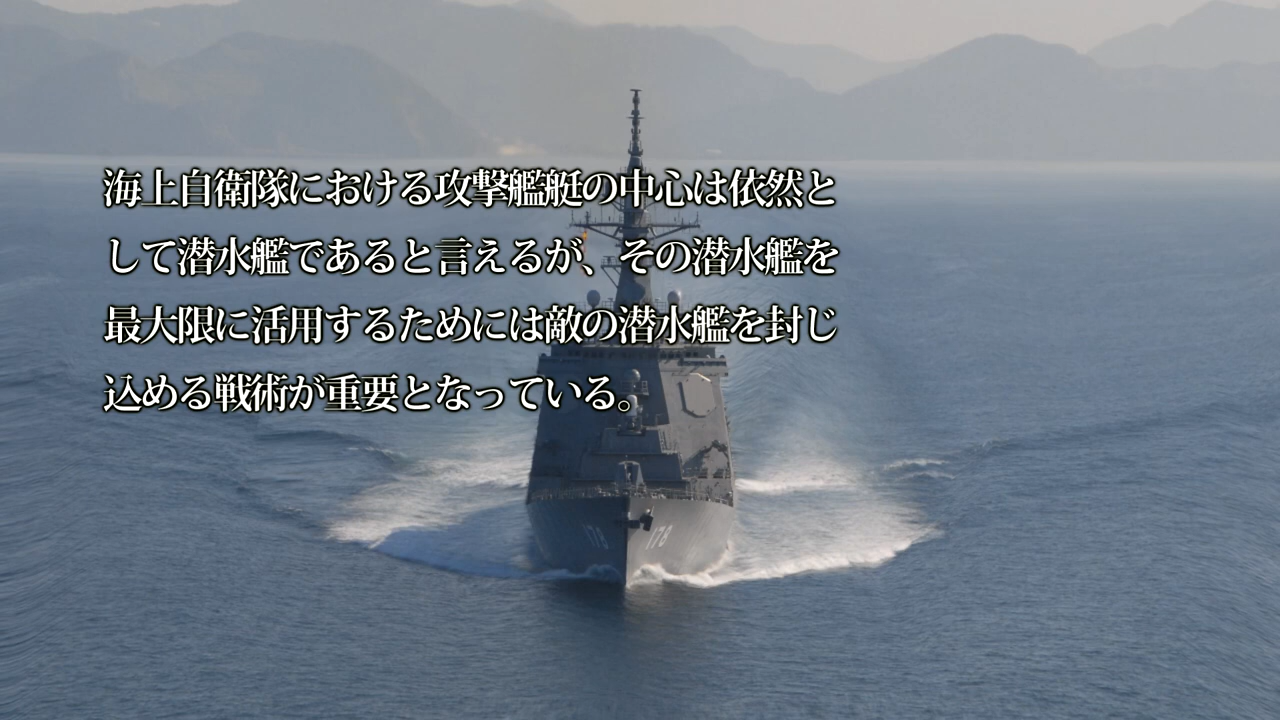 海上自衛隊における攻撃艦艇の中心は依然と
して潜水艦であると言えるが、その潜水艦を
最大限に活用するためには敵の潜水艦を封じ
込める戦術が重要となっている。
178
178